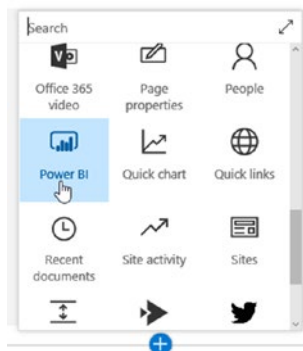 Search
Office 365
video
Page
properties
People
Power BI
Quick chart
Quick links
Recent
documents
Site activity
Sites